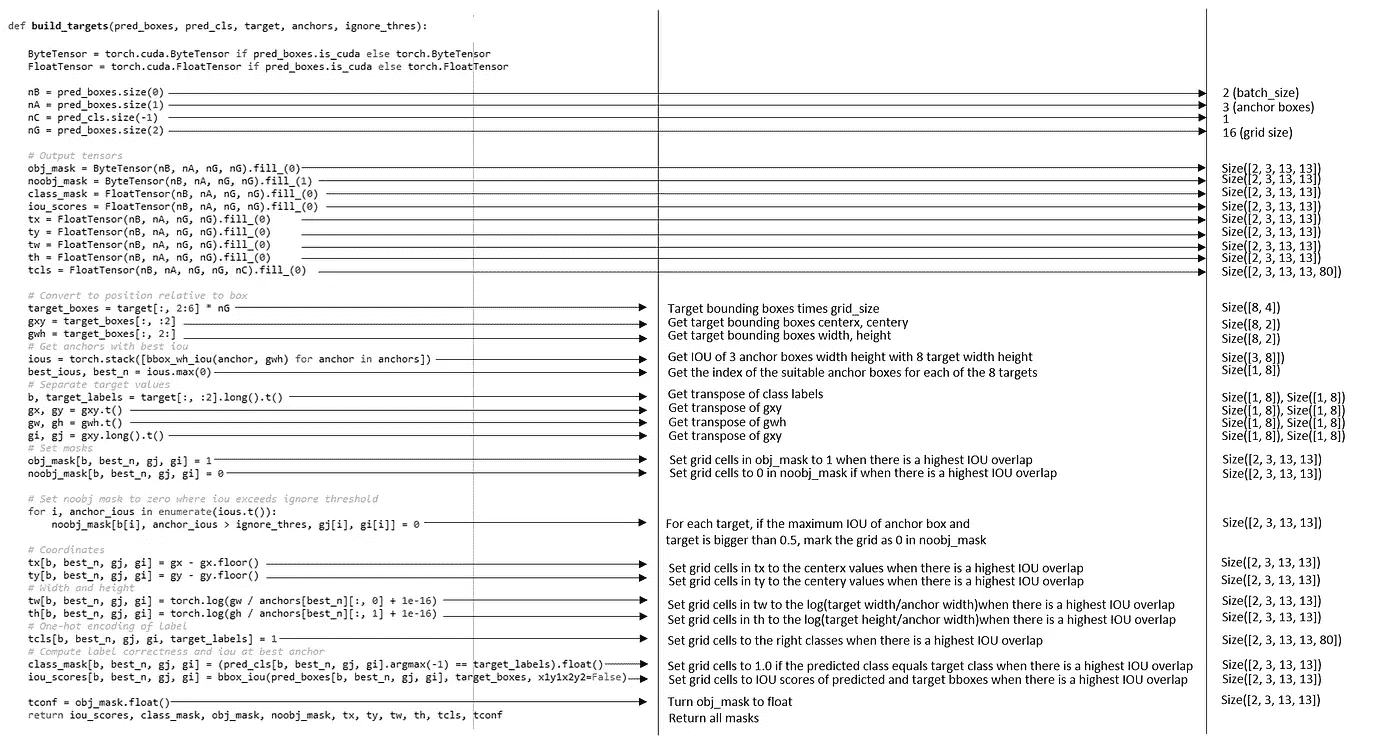 def build_targets(pred_boxes, pred_cls, target, anchors, ignore_thres):
ByteTensor = torch.cuda.ByteTensor if pred_boxes.is_cuda else torch.ByteTensor
FloatTensor = torch.cuda.FloatTensor if pred_boxes.is_cuda else torch.FloatTensor
nB = pred_boxes.size(0) 2 (batch_size)
nA = pred_boxes.size(1) 3 (anchor boxes)
nC = pred_cls.size(-1) 1
nG = pred_boxes.size(2) 16 (grid size)
# Output tensors
obj_mask = ByteTensor(nB, nA, nG, nG).fill_(0) Size([2, 3, 13, 13])
noobj_mask = ByteTensor(nB, nA, nG, nG).fill_(1) Size([2, 3, 13, 13])
class_mask = FloatTensor(nB, nA, nG, nG).fill_(0) Size([2, 3, 13, 13])
iou_scores = FloatTensor(nB, nA, nG, nG).fill_(0) Size([2, 3, 13, 13])
tx = FloatTensor(nB, nA, nG, nG).fill_(0) Size([2, 3, 13, 13])
ty = FloatTensor(nB, nA, nG, nG).fill_(0) Size([2, 3, 13, 13])
tw = FloatTensor(nB, nA, nG, nG).fill_(0) Size([2, 3, 13, 13])
th = FloatTensor(nB, nA, nG, nG).fill_(0) Size([2, 3, 13, 13])
tcls = FloatTensor(nB, nA, nG, nG, nC).fill_(0) Size([2, 3, 13, 13, 80])
# Convert to position relative to box
target_boxes = target[:, 2:6] * nG Target bounding boxes times grid_size Size([8, 4])
gxy = target_boxes[:, :2] Get target bounding boxes centerx, centery Size([8, 2])
gwh = target_boxes[:, 2:] Get target bounding boxes width, height Size([8, 2])
# Get anchors with best iou
ious = torch.stack([bbox_wh_iou(anchor, gwh) for anchor in anchors]) Get IOU of 3 anchor boxes width height with 8 target width height Size([3, 8]])
best_ious, best_n = ious.max(0) Get the index of the suitable anchor boxes for each of the 8 targets Size([1, 8])
# Separate target values
b, target_labels = target[:, :2].long().t() Get transpose of class labels Size([1, 8]), Size([1, 8])
gx, gy = gxy.t() Get transpose of gxy Size([1, 8]), Size([1, 8])
gw, gh = gwh.t() Get transpose of gwh Size([1, 8]), Size([1, 8])
gi, gj = gxy.long().t() Get transpose of gxy Size([1, 8]), Size([1, 8])
# Set masks
obj_mask[b, best_n, gj, gi] = 1 Set grid cells in obj_mask to 1 when there is a highest IOU overlap Size([2, 3, 13, 13])
noobj_mask[b, best_n, gj, gi] = 0 Set grid cells to 0 in noobj_mask if when there is a highest IOU overlap Size([2, 3, 13, 13])
# Set noobj mask to zero where iou exceeds ignore threshold
for i, anchor_ious in enumerate(ious.t()):
noobj_mask[b[i], anchor_ious > ignore_thres, gj[i], gi[i]] = 0 For each target, if the maximum IOU of anchor box and Size([2, 3, 13, 13])
target is bigger than 0.5, mark the grid as 0 in noobj_mask
# Coordinates
tx[b, best_n, gj, gi] = gx - gx.floor() Set grid cells in tx to the centerx values when there is a highest IOU overlap Size([2, 3, 13, 13])
ty[b, best_n, gj, gi] = gy - gy.floor() Set grid cells in ty to the centery values when there is a highest IOU overlap Size([2, 3, 13, 13])
# Width and height
tw[b, best_n, gj, gi] = torch.log(gw / anchors[best_n][:, 0] + 1e-16) Set grid cells in tw to the log(target width/anchor width)when there is a highest IOU overlap Size([2, 3, 13, 13])
th[b, best_n, gj, gi] = torch.log(gh / anchors[best_n][:, 1] + 1e-16) Set grid cells in th to the log(target height/anchor width)when there is a highest IOU overlap Size([2, 3, 13, 13])
# One-hot encoding of label
tcls[b, best_n, gj, gi, target_labels] = 1 Set grid cells to the right classes when there is a highest IOU overlap Size([2, 3, 13, 13, 80])
# Compute label correctness and iou at best anchor
class_mask[b, best_n, gj, gi] = (pred_cls[b, best_n, gj, gi].argmax(-1) == target_labels).float() Set grid cells to 1.0 if the predicted class equals target class when there is a highest IOU overlap Size([2, 3, 13, 13])
iou_scores[b, best_n, gj, gi] = bbox_iou(pred_boxes[b, best_n, gj, gi], target_boxes, x1y1x2y2=False) Set grid cells to IOU scores of predicted and target bboxes when there is a highest IOU overlap Size([2, 3, 13, 13])
tconf = obj_mask.float() Turn obj_mask to float Size([2, 3, 13, 13])
return iou_scores, class_mask, obj_mask, noobj_mask, tx, ty, tw, th, tcls, tconf Return all masks